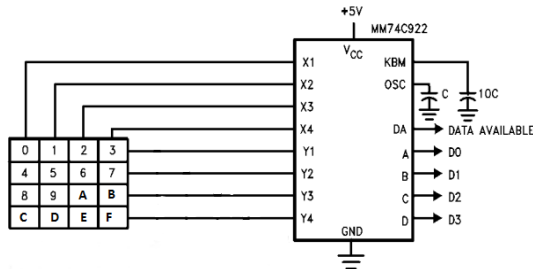 +5V
MM74C922
VCC
X1 KBM
X2 OSC
C 10C
X3
X4 DA DATA AVAILABLE
0 1 2 3 Y1 A D0
4 5 6 7 Y2 B D1
8 9 A B Y3 C D2
C D E F Y4 D D3
GND